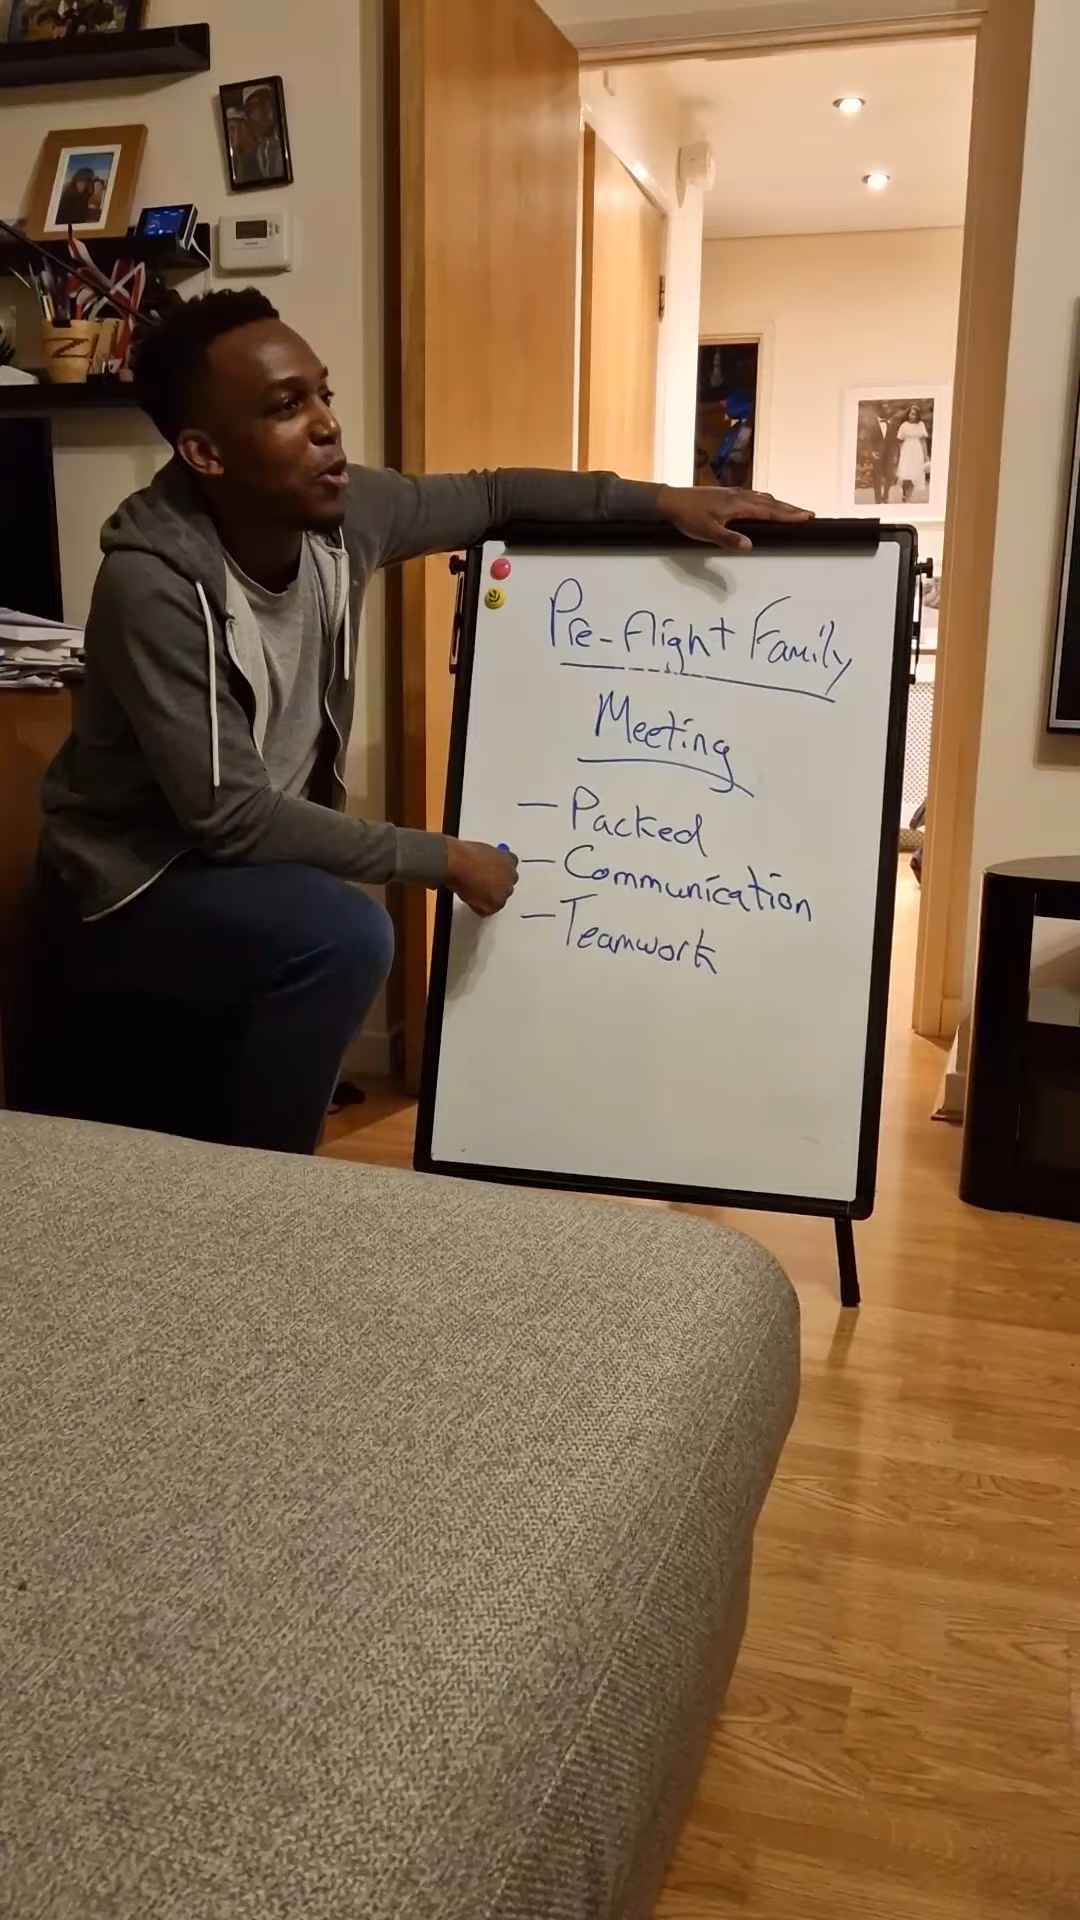 Pre-flight Family
Meeting
- Packed
- Communication
- Teamwork